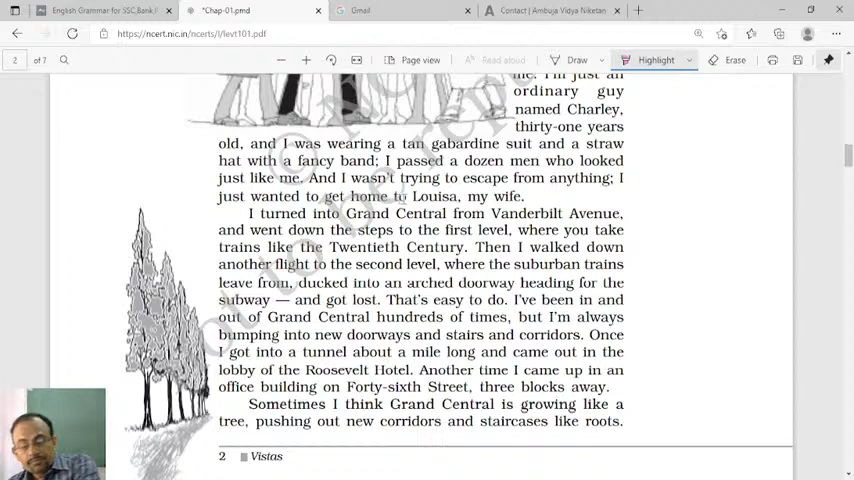 English Grammar for SSC,Bank,F
*Chap-01.pmd
Gmail
Contact | Ambuja Vidya Niketan
https://ncert.nic.in/ncerts/l/levt101.pdf
2 of 7
Page view
Read aloud
Draw
Highlight
Erase
me. I'm just an
ordinary guy
named Charley,
thirty-one years
old, and I was wearing a tan gabardine suit and a straw
hat with a fancy band; I passed a dozen men who looked
just like me. And I wasn't trying to escape from anything; I
just wanted to get home to Louisa, my wife.
I turned into Grand Central from Vanderbilt Avenue,
and went down the steps to the first level, where you take
trains like the Twentieth Century. Then I walked down
another flight to the second level, where the suburban trains
leave from, ducked into an arched doorway heading for the
subway — and got lost. That's easy to do. I've been in and
out of Grand Central hundreds of times, but I'm always
bumping into new doorways and stairs and corridors. Once
I got into a tunnel about a mile long and came out in the
lobby of the Roosevelt Hotel. Another time I came up in an
office building on Forty-sixth Street, three blocks away.
Sometimes I think Grand Central is growing like a
tree, pushing out new corridors and staircases like roots.
2 Vistas